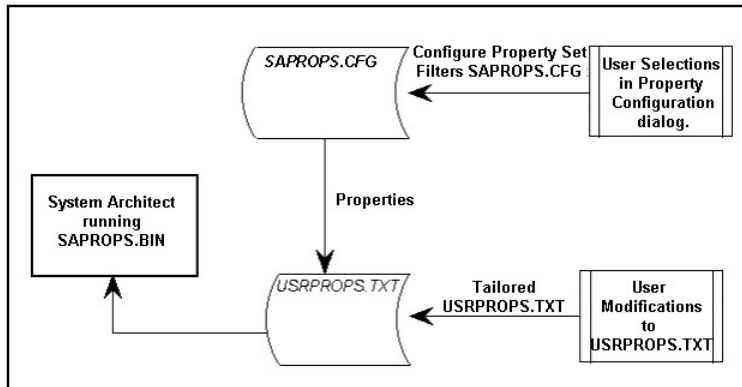 SAPROPS.CFG
Configure Property Set
Filters SAPROPS.CFG :
User Selections
in Property
Configuration
dialog.
System Architect
running
SAPROPS.BIN
Properties
USRPROPS.TXT
Tailored
USRPROPS.TXT
User
Modifications
to
USRPROPS.TXT